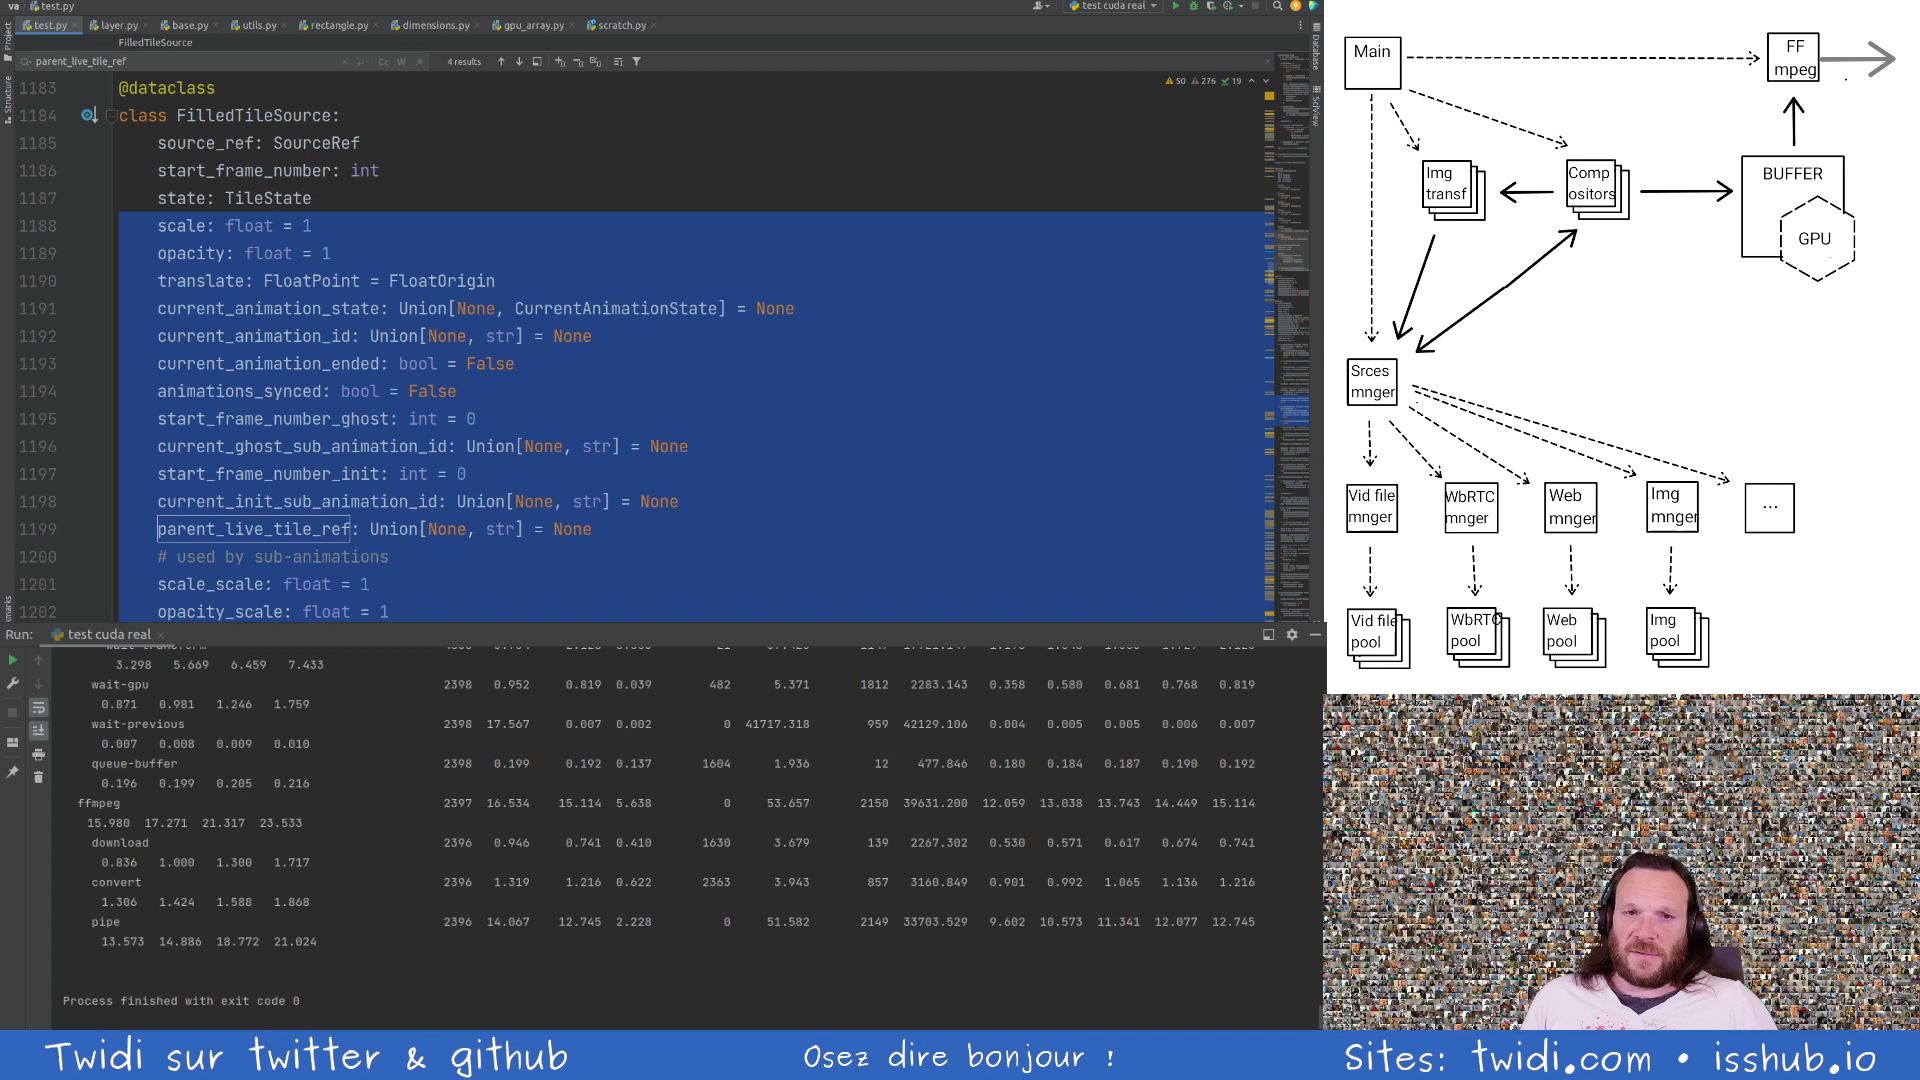 va
test.py
test cuda real
test.py
layer.py
base.py
utils.py
rectangle.py
dimensions.py
gpu_array.py
scratch.py
FilledTileSource
parent_live_tile_ref
Cc
W
4 results
50
276
19
Project
Structure
Database
SciView
1183 @dataclass
1184 class FilledTileSource:
1185 source_ref: SourceRef
1186 start_frame_number: int
1187 state: TileState
1188 scale: float = 1
1189 opacity: float = 1
1190 translate: FloatPoint = FloatOrigin
1191 current_animation_state: Union[None, CurrentAnimationState] = None
1192 current_animation_id: Union[None, str] = None
1193 current_animation_ended: bool = False
1194 animations_synced: bool = False
1195 start_frame_number_ghost: int = 0
1196 current_ghost_sub_animation_id: Union[None, str] = None
1197 start_frame_number_init: int = 0
1198 current_init_sub_animation_id: Union[None, str] = None
1199 parent_live_tile_ref: Union[None, str] = None
1200 # used by sub-animations
1201 scale_scale: float = 1
1202 opacity_scale: float = 1
Run: test cuda real
3.298 5.669 6.459 7.433
wait-gpu 2398 0.952 0.819 0.039 482 5.371 1812 2283.143 0.358 0.580 0.681 0.768 0.819
0.871 0.981 1.246 1.759
wait-previous 2398 17.567 0.007 0.002 0 41717.318 959 42129.106 0.004 0.005 0.005 0.006 0.007
0.007 0.008 0.009 0.010
queue-buffer 2398 0.199 0.192 0.137 1604 1.936 12 477.846 0.180 0.184 0.187 0.190 0.192
0.196 0.199 0.205 0.216
ffmpeg 2397 16.534 15.114 5.638 0 53.657 2150 39631.200 12.059 13.038 13.743 14.449 15.114
15.980 17.271 21.317 23.533
download 2396 0.946 0.741 0.410 1630 3.679 139 2267.302 0.530 0.571 0.617 0.674 0.741
0.836 1.000 1.300 1.717
convert 2396 1.319 1.216 0.622 2363 3.943 857 3160.849 0.901 0.992 1.065 1.136 1.216
1.306 1.424 1.588 1.868
pipe 2396 14.067 12.745 2.228 0 51.582 2149 33703.529 9.602 10.573 11.341 12.077 12.745
13.573 14.886 18.772 21.024
Process finished with exit code 0
Main
FF
mpeg
Img
transf
Comp
ositors
BUFFER
GPU
Srces
mnger
Vid file
mnger
WbRTC
mnger
Web
mnger
Img
mnger
...
Vid file
pool
WbRTC
pool
Web
pool
Img
pool
Twidi sur twitter & github
Osez dire bonjour !
Sites: twidi.com • isshub.io